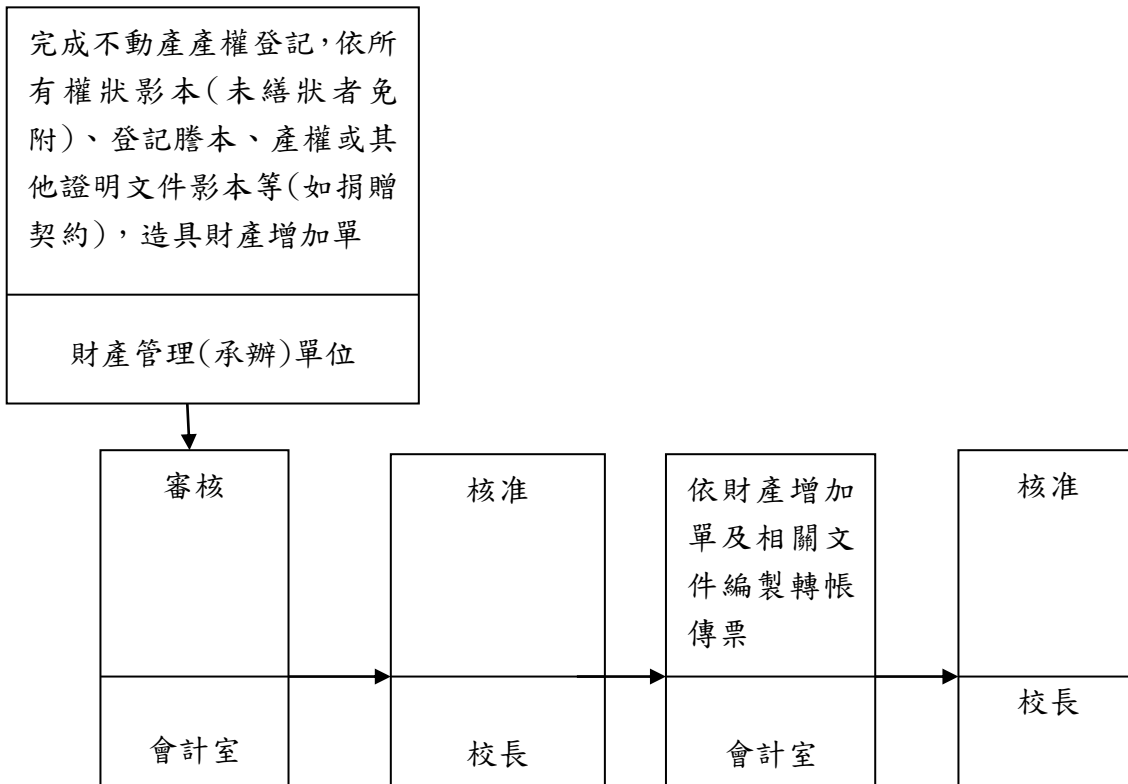 完成不動產產權登記，依所
有權狀影本(未繕狀者免
附)、登記謄本、產權或其
他證明文件影本等(如捐贈
契約)，造具財產增加單
財產管理(承辦)單位
審核
會計室
核准
校長
依財產增加
單及相關文
件編製轉帳
傳票
會計室
核准
校長